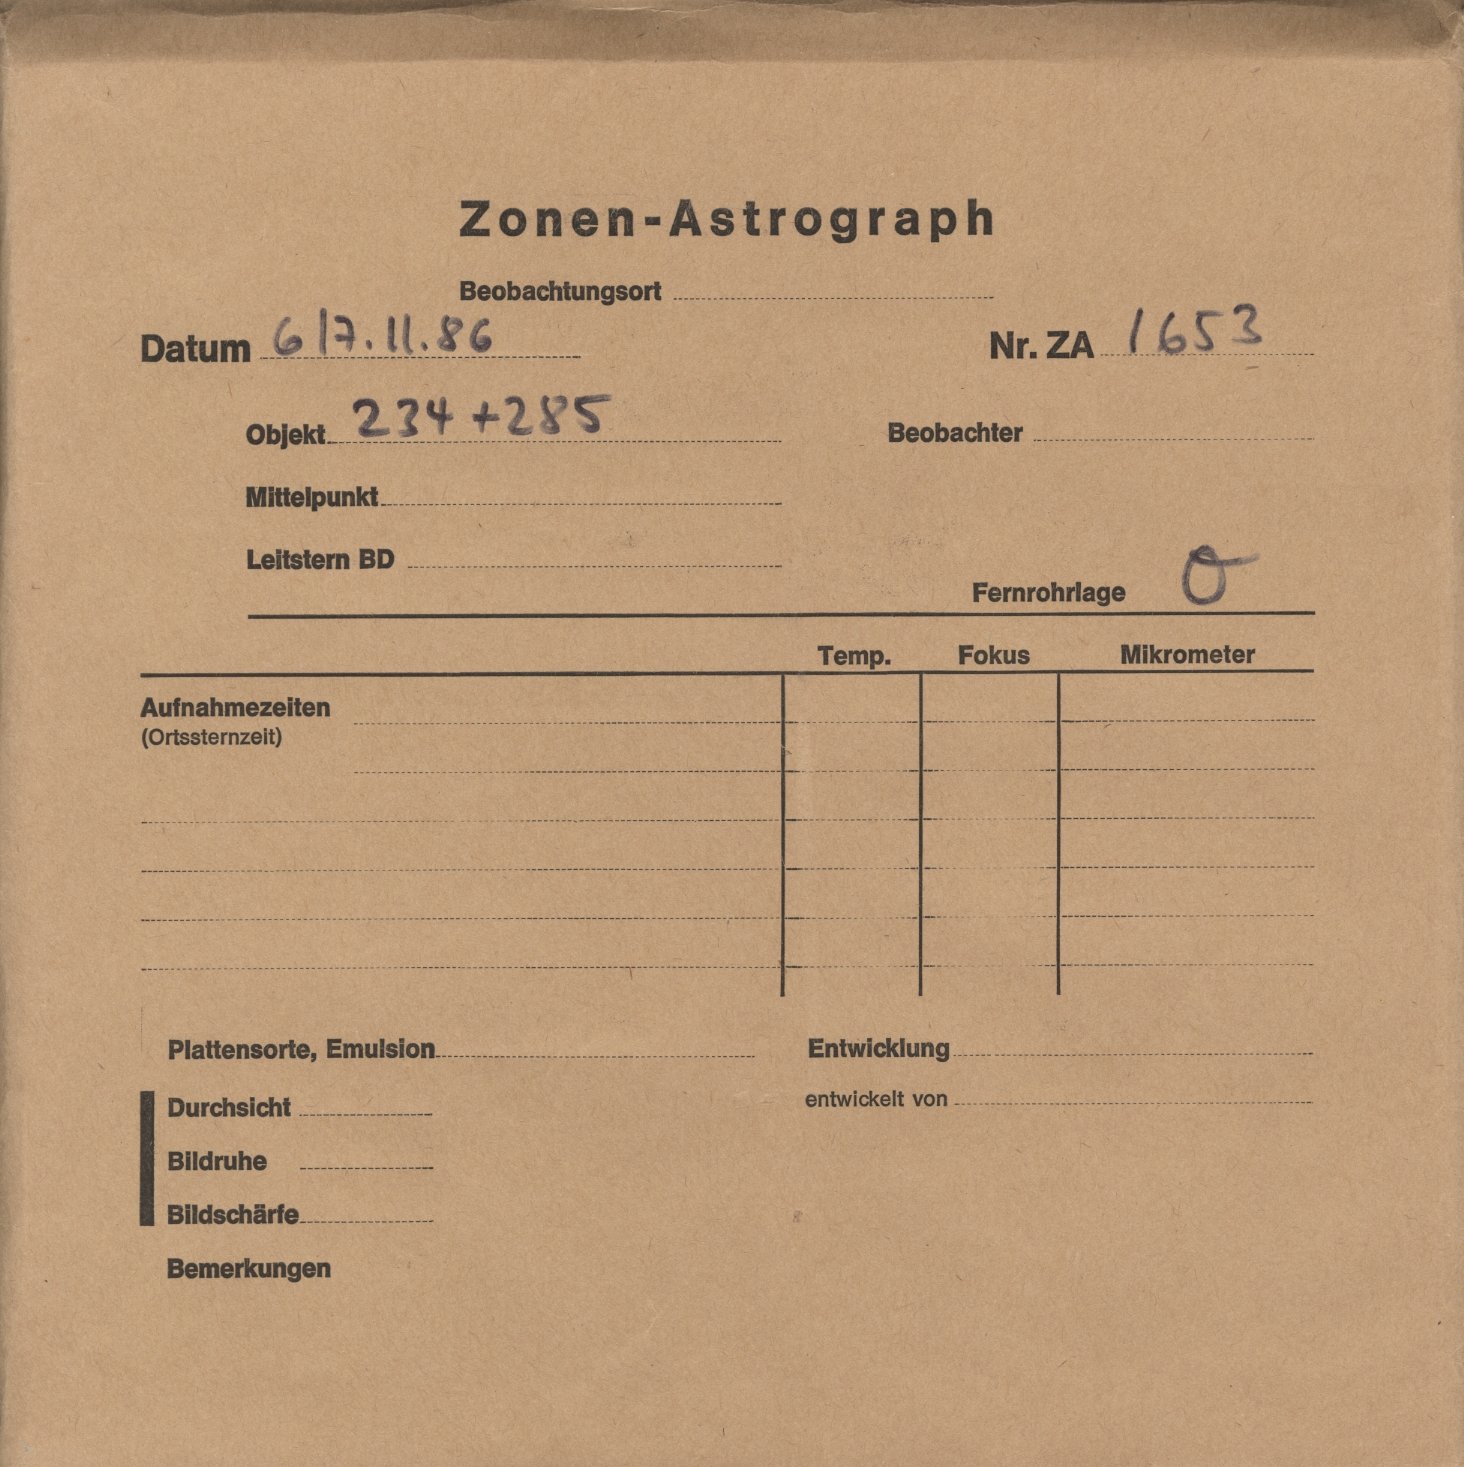 Zonen-Astrograph
Beobachtungsort
Datum 6/7.11.86 Nr. ZA 1653
Objekt 234+285 Beobachter
Mittelpunkt
Leitstern BD
Fernrohrlage O
Temp. Fokus Mikrometer
Aufnahmezeiten
(Ortssternzeit)
Plattensorte, Emulsion Entwicklung
Durchsicht entwickelt von
Bildruhe
Bildschärfe
Bemerkungen